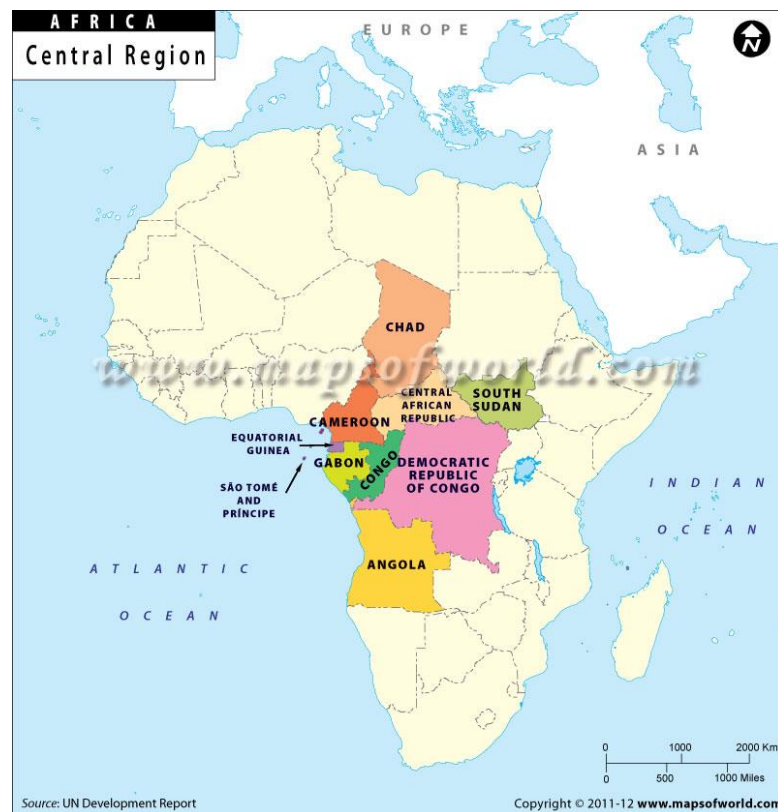 AFRICA
Central Region
EUROPE
N
ASIA
CHAD
www.mapsofworld.com
CENTRAL
AFRICAN
REPUBLIC
SOUTH
SUDAN
CAMEROON
EQUATORIAL
GUINEA
GABON
CONGO
DEMOCRATIC
REPUBLIC
OF CONGO
SÃO TOMÉ
AND
PRÍNCIPE
INDIAN
OCEAN
ANGOLA
ATLANTIC
OCEAN
0 1000 2000 Km
0 500 1000 Miles
Source: UN Development Report
Copyright © 2011-12 www.mapsofworld.com